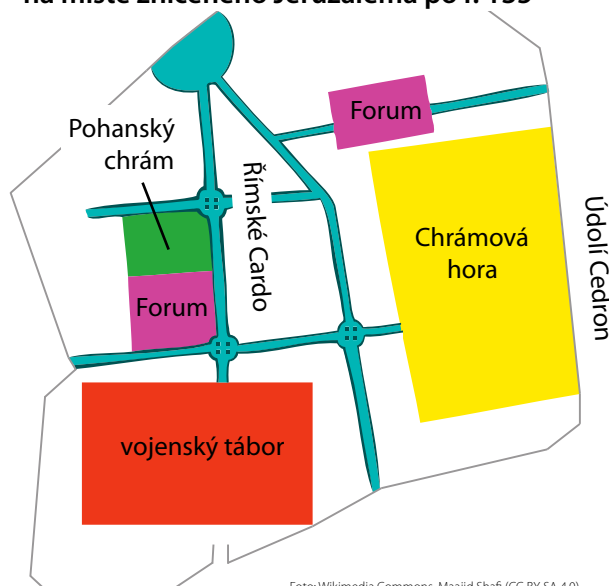 na místě zničeného Jeruzaléma po r. 135
Forum
Pohanský
chrám
Římské Cardo
Údolí Cedron
Chrámová
hora
Forum
vojenský tábor
Foto: Wikimedia Commons, Maajid Shafi (CC BY-SA 4.0)